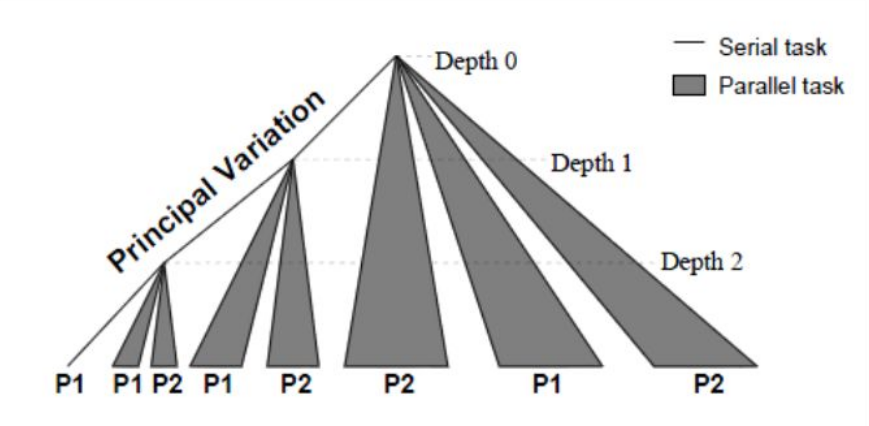 Serial task
Depth 0
Parallel task
Principal Variation
Depth 1
Depth 2
P1 P1 P2 P1 P2 P2 P1 P2